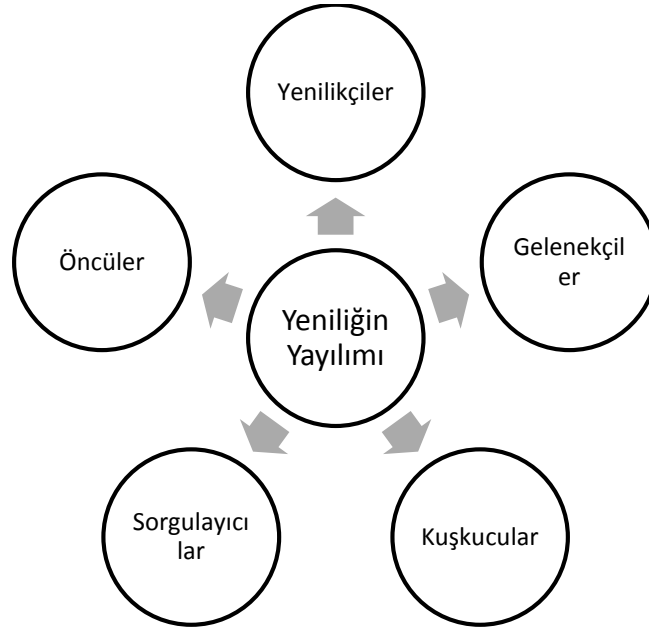 Yenilikçiler
Öncüler
Gelenekçil
er
Yeniliğin
Yayılımı
Sorgulayıcı
lar
Kuşkucular